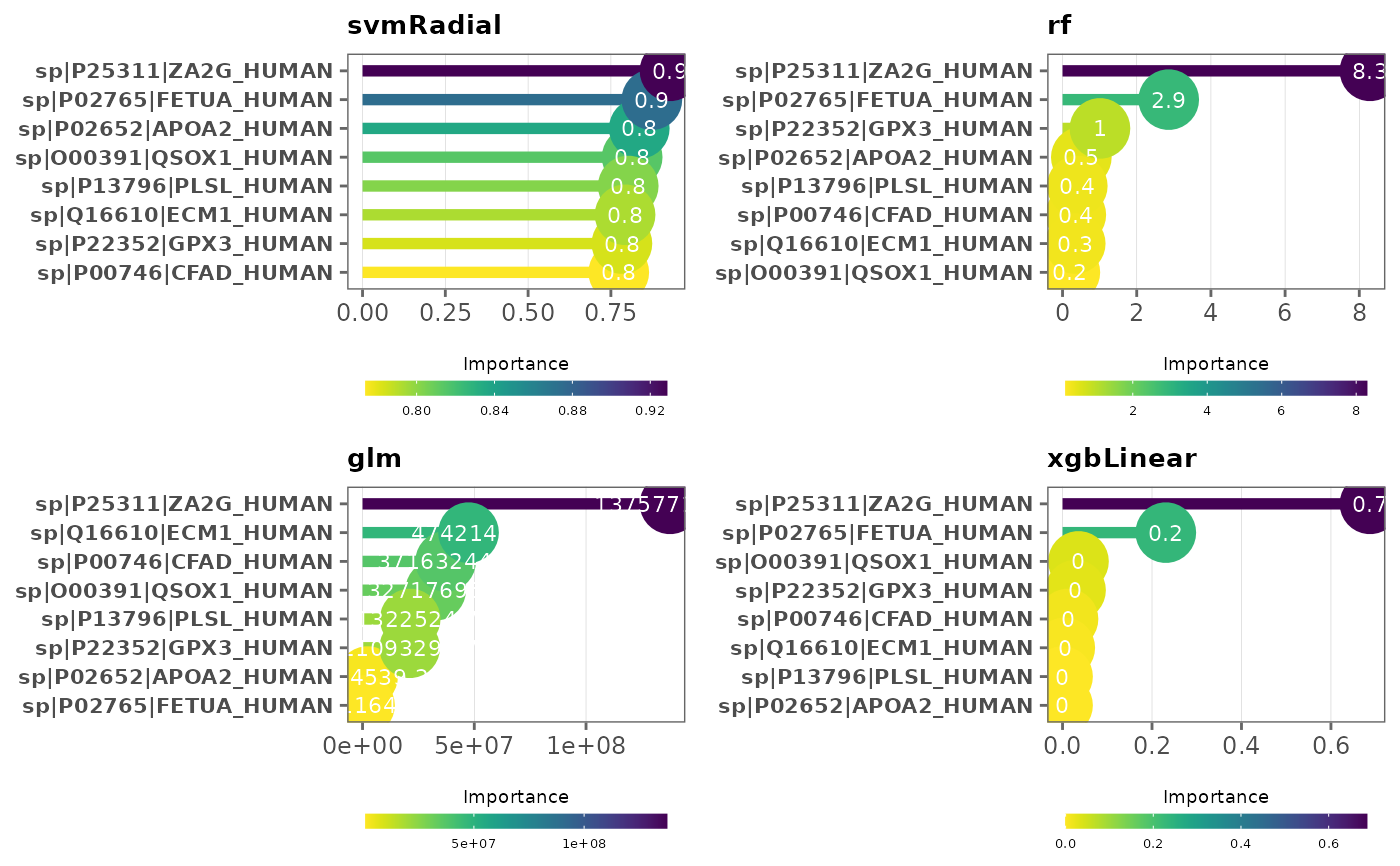 svmRadial
sp|P25311|ZA2G_HUMAN
sp|P02765|FETUA_HUMAN
sp|P02652|APOA2_HUMAN
sp|O00391|QSOX1_HUMAN
sp|P13796|PLSL_HUMAN
sp|Q16610|ECM1_HUMAN
sp|P22352|GPX3_HUMAN
sp|P00746|CFAD_HUMAN
0.9
0.9
0.8
0.8
0.8
0.8
0.8
0.8
0.00 0.25 0.50 0.75
Importance
0.80 0.84 0.88 0.92
rf
sp|P25311|ZA2G_HUMAN
sp|P02765|FETUA_HUMAN
sp|P22352|GPX3_HUMAN
sp|P02652|APOA2_HUMAN
sp|P13796|PLSL_HUMAN
sp|P00746|CFAD_HUMAN
sp|Q16610|ECM1_HUMAN
sp|O00391|QSOX1_HUMAN
8.3
2.9
1
0.5
0.4
0.4
0.3
0.2
0 2 4 6 8
Importance
2 4 6 8
glm
sp|P25311|ZA2G_HUMAN
sp|Q16610|ECM1_HUMAN
sp|P00746|CFAD_HUMAN
sp|O00391|QSOX1_HUMAN
sp|P13796|PLSL_HUMAN
sp|P22352|GPX3_HUMAN
sp|P02652|APOA2_HUMAN
sp|P02765|FETUA_HUMAN
0e+00 5e+07 1e+08
Importance
5e+07 1e+08
xgbLinear
sp|P25311|ZA2G_HUMAN
sp|P02765|FETUA_HUMAN
sp|O00391|QSOX1_HUMAN
sp|P22352|GPX3_HUMAN
sp|P00746|CFAD_HUMAN
sp|Q16610|ECM1_HUMAN
sp|P13796|PLSL_HUMAN
sp|P02652|APOA2_HUMAN
0.7
0.2
0
0
0
0
0
0
0.0 0.2 0.4 0.6
Importance
0.0 0.2 0.4 0.6